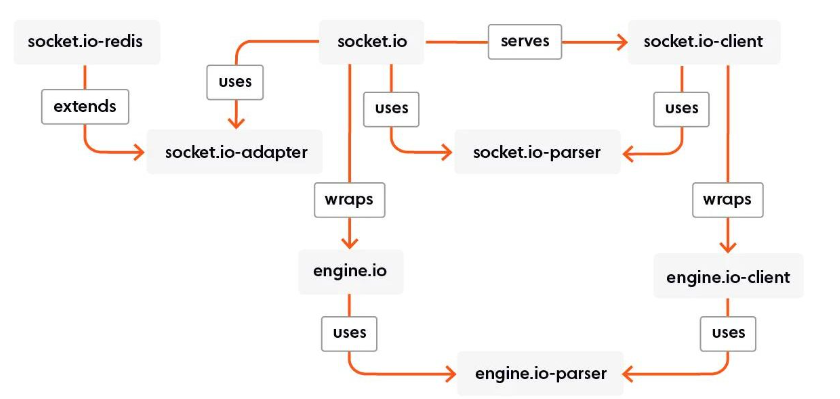 socket.io-redis
socket.io
serves
socket.io-client
uses
extends
uses
uses
socket.io-adapter
socket.io-parser
wraps
wraps
engine.io
engine.io-client
uses
uses
engine.io-parser